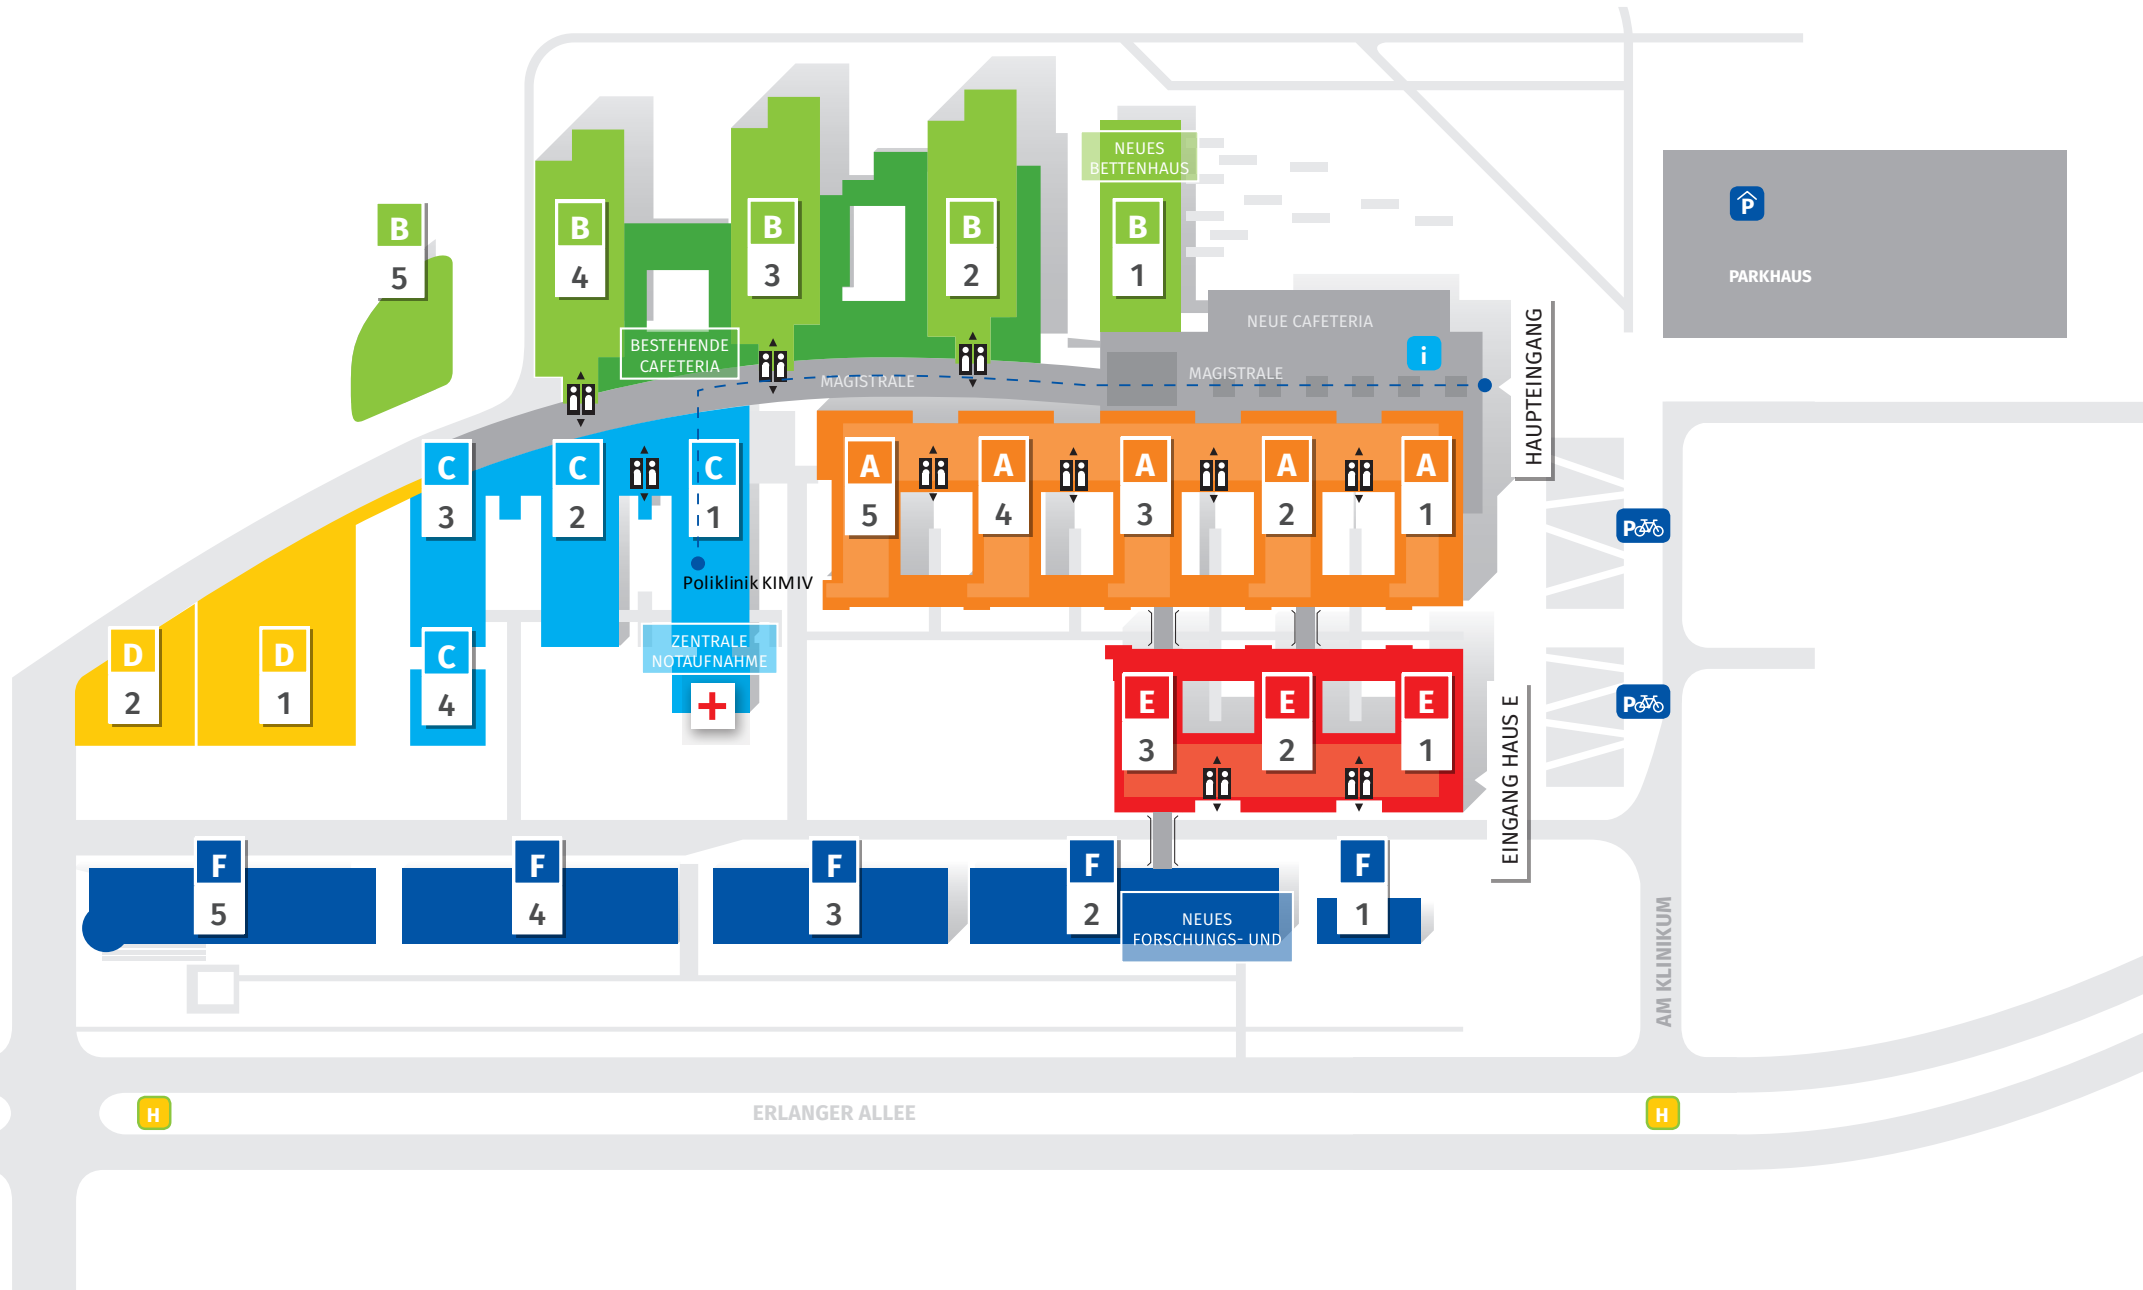 NEUES
BETTENHAUS
B
5
B
4
B
3
B
2
B
1
P
PARKHAUS
BESTEHENDE
CAFETERIA
NEUE CAFETERIA
i
MAGISTRALE
MAGISTRALE
HAUPTEINGANG
C
3
C
2
C
1
A
5
A
4
A
3
A
2
A
1
P
Poliklinik KIM IV
D
2
D
1
C
4
ZENTRALE
NOTAUFNAHME
E
3
E
2
E
1
P
EINGANG HAUS E
F
5
F
4
F
3
F
2
F
1
NEUES
FORSCHUNGS- UND
AM KLINIKUM
H
ERLANGER ALLEE
H